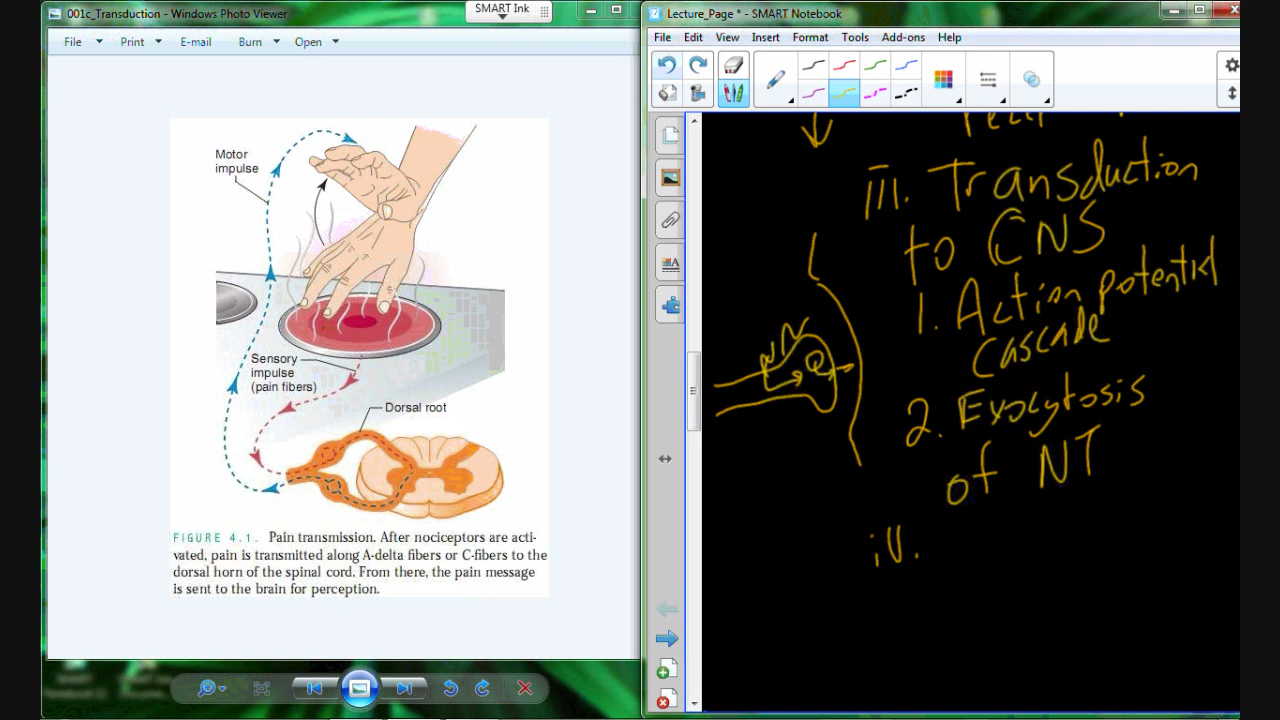 001c_Transduction - Windows Photo Viewer
SMART Ink
File Print E-mail Burn Open
Motor
impulse
Sensory
impulse
(pain fibers)
Dorsal root
FIGURE 4.1. Pain transmission. After nociceptors are acti-
vated, pain is transmitted along A-delta fibers or C-fibers to the
dorsal horn of the spinal cord. From there, the pain message
is sent to the brain for perception.
Lecture_Page * - SMART Notebook
File Edit View Insert Format Tools Add-ons Help
iii. Transduction
to CNS
1. Action potential
Cascade
2. Exocytosis
of NT
iv.